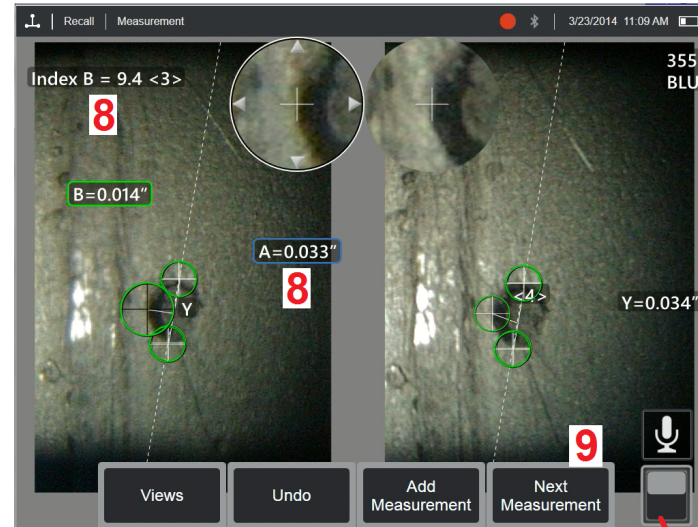 Recall | Measurement
3/23/2014 11:09 AM
355
BLU
Index B = 9.4 <3>
8
B=0.014"
A=0.033"
8
<4>
Y
Y=0.034"
9
Views
Undo
Add
Measurement
Next
Measurement